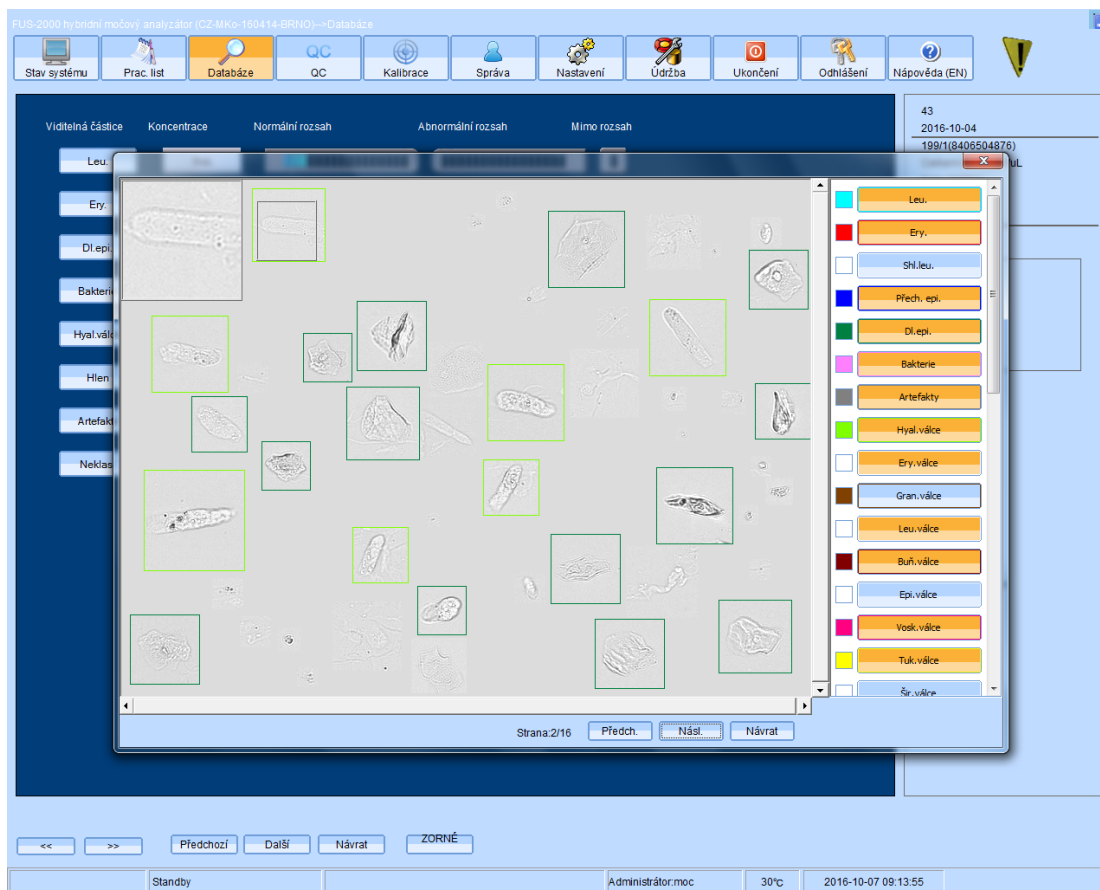 FUS-2000 hybridní močový analyzátor (CZ-MKo-160414-BRNO)-->Databáze
Stav systému Prac. list Databáze QC QC Kalibrace Správa Nastavení Údržba Ukončení Odhlášení Nápověda (EN)
43
2016-10-04
199/1(8406504876)
/uL
Viditelná částice Koncentrace Normální rozsah Abnormální rozsah Mimo rozsah
Leu.
Ery.
Dl.epi.
Bakterie
Hyal.válc
Hlen
Artefakt
Neklas
Leu.
Ery.
Shl.leu.
Přech. epi.
Dl.epi.
Bakterie
Artefakty
Hyal.válce
Ery.válce
Gran.válce
Leu.válce
Buň.válce
Epi.válce
Vosk.válce
Tuk.válce
Šir.válce
Strana:2/16 Předch. Násl. Návrat
<< >> Předchozí Další Návrat ZORNÉ
Standby Administrátor:moc 30℃ 2016-10-07 09:13:55